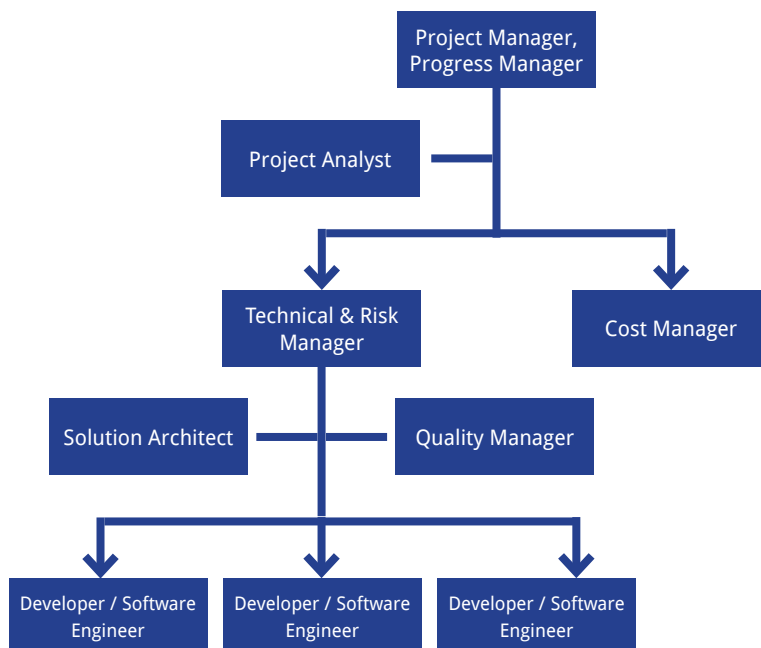 Project Manager,
Progress Manager
Project Analyst
Technical & Risk
Manager
Cost Manager
Solution Architect
Quality Manager
Developer / Software
Engineer
Developer / Software
Engineer
Developer / Software
Engineer